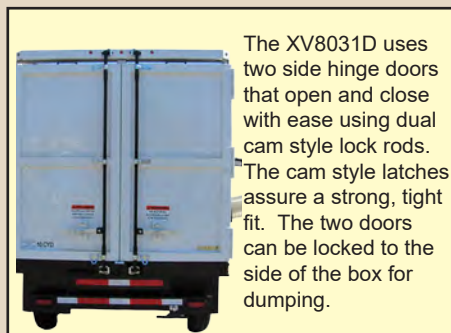 The XV8031D uses
two side hinge doors
that open and close
with ease using dual
cam style lock rods.
The cam style latches
assure a strong, tight
fit.  The two doors
can be locked to the
side of the box for
dumping.